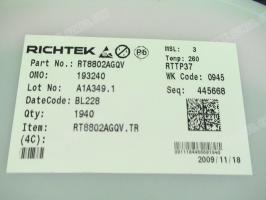 RICHTEK Pb MSL: 3
Temp: 260
Part No.: RT8802AGQV RTTP37
OMO: 193240 WK Code: 0945
Lot No: A1A349.1 Seq: 445668
DateCode: BL228
Qty: 1940
Item: RT8802AGQV.TR
(4C):
2009/11/18